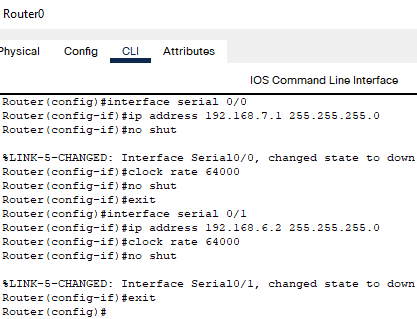 Router0
Physical Config CLI Attributes
IOS Command Line Interface
Router(config)#interface serial 0/0
Router(config-if)#ip address 192.168.7.1 255.255.255.0
Router(config-if)#no shut
%LINK-5-CHANGED: Interface Serial0/0, changed state to down
Router(config-if)#clock rate 64000
Router(config-if)#no shut
Router(config-if)#exit
Router(config)#interface serial 0/1
Router(config-if)#ip address 192.168.6.2 255.255.255.0
Router(config-if)#clock rate 64000
Router(config-if)#no shut
%LINK-5-CHANGED: Interface Serial0/1, changed state to down
Router(config-if)#exit
Router(config)#